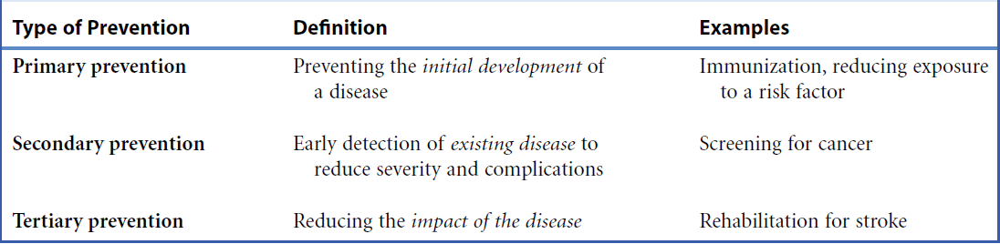 Type of Prevention Definition Examples
Primary prevention Preventing the initial development of Immunization, reducing exposure
a disease to a risk factor
Secondary prevention Early detection of existing disease to Screening for cancer
reduce severity and complications
Tertiary prevention Reducing the impact of the disease Rehabilitation for stroke